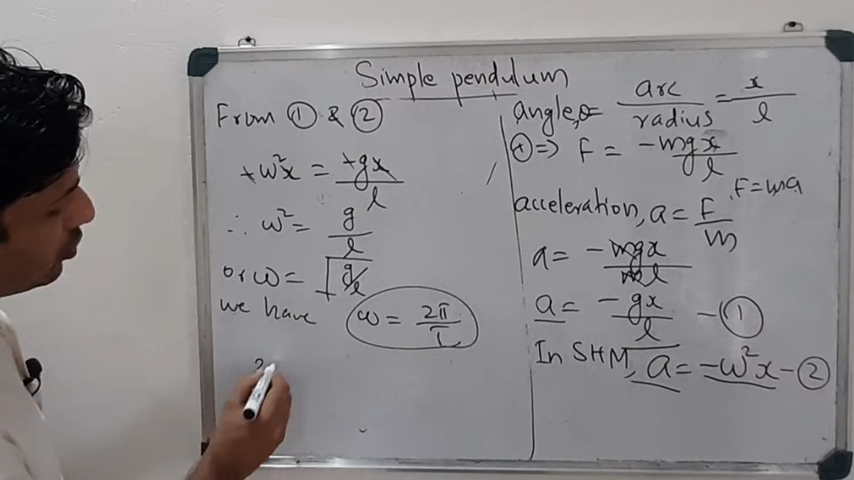 Simple pendulum
From ① & ②
+ω²x = +gx/l
∴ ω² = g/l
or ω = √g/l
we have ω = 2π/T
2
angle, θ = arc/radius = x/l
⇒ F = -mgx/l
F = ma
acceleration, a = F/m
a = -mgx/ml
a = -gx/l - ①
In SHM, a = -ω²x - ②